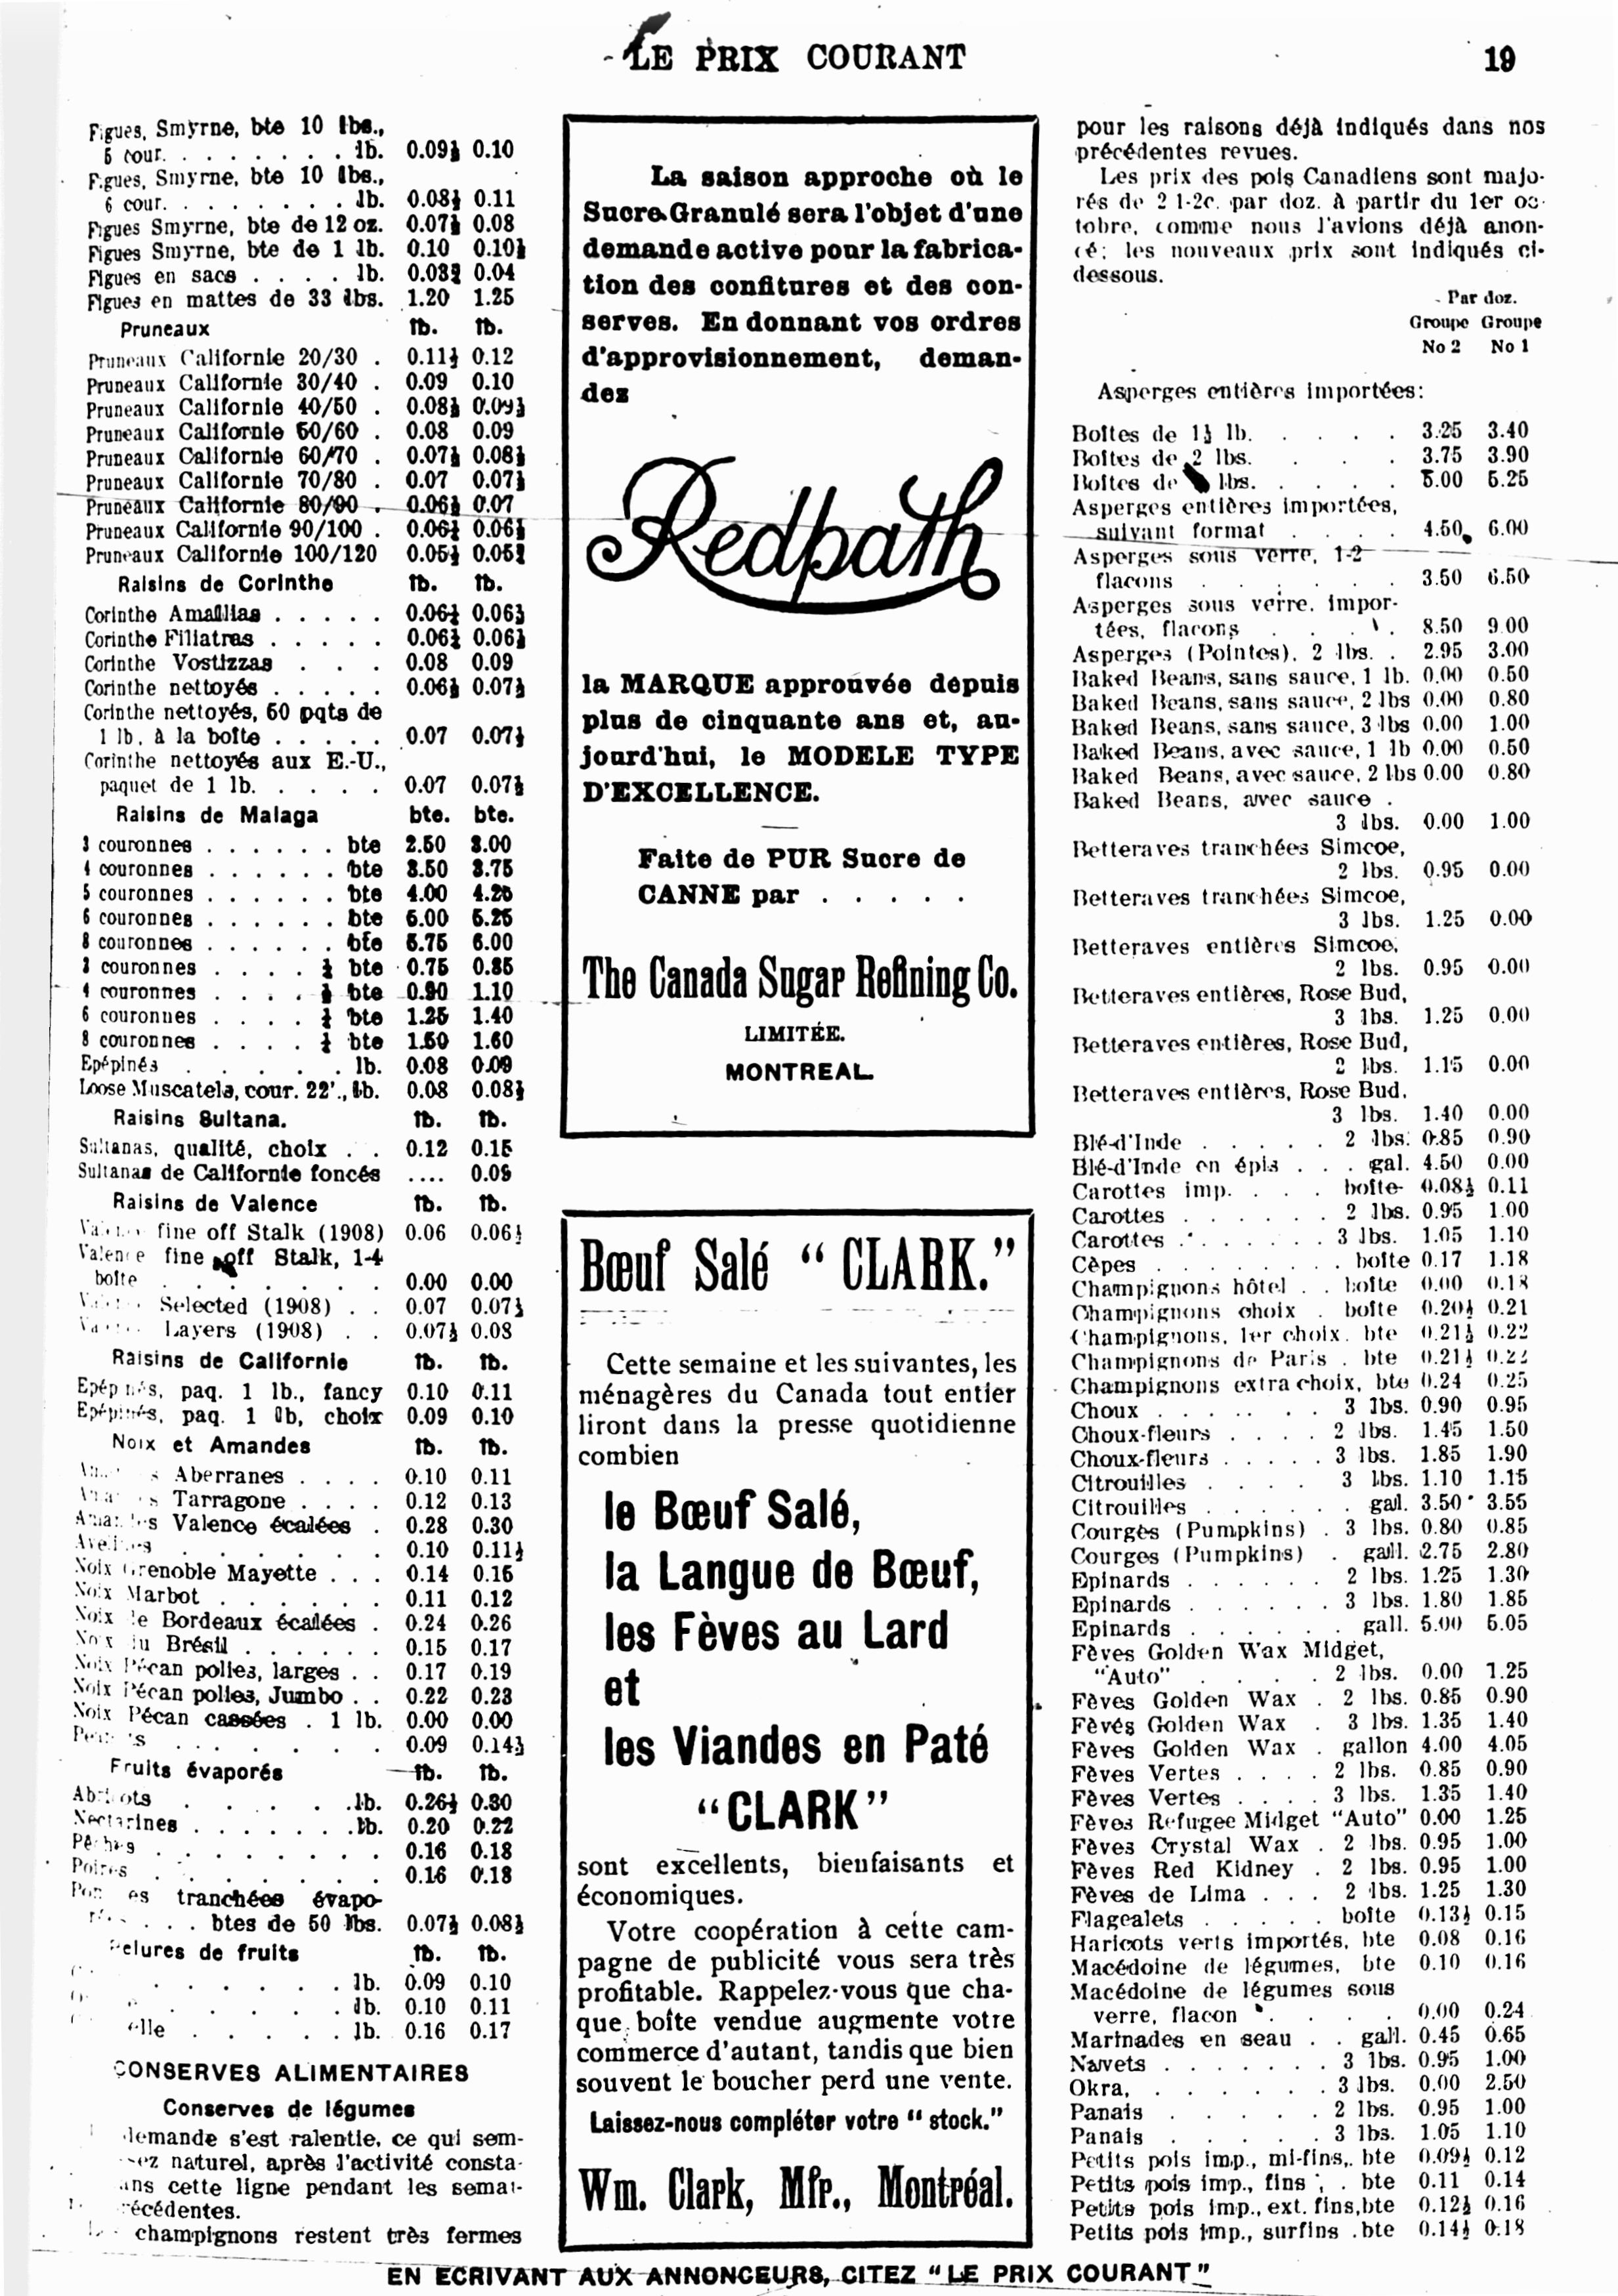 LE PRIX COURANT
19
Figues, Smyrne, bte 10 lbs.,
5 cour. . . . . . . . lb. 0.09½ 0.10
Figues, Smyrne, bte 10 lbs.,
6 cour. . . . . . . . lb. 0.08½ 0.11
Figues Smyrne, bte de 12 oz. 0.07½ 0.08
Figues Smyrne, bte de 1 lb. 0.10 0.10½
Figues en sacs . . . . lb. 0.03¾ 0.04
Figues en mattes de 33 lbs. 1.20 1.25
Pruneaux lb. lb.
Pruneaux Californie 20/30 . 0.11½ 0.12
Pruneaux Californie 30/40 . 0.09 0.10
Pruneaux Californie 40/50 . 0.08½ 0.09½
Pruneaux Californie 50/60 . 0.08 0.09
Pruneaux Californie 60/70 . 0.07½ 0.08½
Pruneaux Californie 70/80 . 0.07 0.07½
Pruneaux Californie 80/90 . 0.06½ 0.07
Pruneaux Californie 90/100 . 0.06¼ 0.06½
Pruneaux Californie 100/120 0.05½ 0.05¾
Raisins de Corinthe lb. lb.
Corinthe Amalias . . . . . 0.06¼ 0.06½
Corinthe Filiatras . . . . . 0.06¼ 0.06½
Corinthe Vostizzas . . . 0.08 0.09
Corinthe nettoyés . . . . . 0.06½ 0.07½
Corinthe nettoyés, 50 pqts de
1 lb. à la boîte . . . . . 0.07 0.07½
Corinthe nettoyés aux E.-U.,
paquet de 1 lb. . . . . 0.07 0.07½
Raisins de Malaga bte. bte.
3 couronnes . . . . . . bte 2.50 3.00
4 couronnes . . . . . . bte 3.50 3.75
5 couronnes . . . . . . bte 4.00 4.25
6 couronnes . . . . . . bte 5.00 5.25
8 couronnes . . . . . . bte 5.75 6.00
3 couronnes . . . . ¼ bte 0.75 0.85
4 couronnes . . . . ¼ bte 0.90 1.10
6 couronnes . . . . ¼ bte 1.25 1.40
8 couronnes . . . . ¼ bte 1.50 1.60
Epépinés . . . . . . lb. 0.08 0.09
Loose Muscatels, cour. 22'., lb. 0.08 0.08½
Raisins Sultana. lb. lb.
Sultanas, qualité, choix . . 0.12 0.15
Sultanas de Californie foncés .... 0.09
Raisins de Valence lb. lb.
fine off Stalk (1908) 0.06 0.06½
Valence fine off Stalk, 1-4
boîte . . . . . . 0.00 0.00
Selected (1908) . . 0.07 0.07½
Layers (1908) . . 0.07½ 0.08
Raisins de Californie lb. lb.
Epépinés, paq. 1 lb., fancy 0.10 0.11
Epépinés, paq. 1 lb, choix 0.09 0.10
Noix et Amandes lb. lb.
Aberranes . . . . 0.10 0.11
Tarragone . . . . 0.12 0.13
Amandes Valence écalées . 0.28 0.30
Avelines . . . . . . 0.10 0.11½
Noix Grenoble Mayette . . . 0.14 0.15
Noix Marbot . . . . . . 0.11 0.12
Noix de Bordeaux écalées . 0.24 0.26
Noix du Brésil . . . . . . 0.15 0.17
Noix Pécan polies, larges . . 0.17 0.19
Noix Pécan polies, Jumbo . . 0.22 0.23
Noix Pécan cassées . 1 lb. 0.00 0.00
. . . . . . 0.09 0.14½
Fruits évaporés lb. lb.
Abricots . . . . . lb. 0.26½ 0.30
Nectarines . . . . . . . lb. 0.20 0.22
Pêches . . . . . . . . 0.16 0.18
Poires . . . . . . . . 0.16 0.18
tranchées évapo-
. . . btes de 50 lbs. 0.07½ 0.08½
Pelures de fruits lb. lb.
. . . . . . lb. 0.09 0.10
. . . . . . lb. 0.10 0.11
. . . . . lb. 0.16 0.17
CONSERVES ALIMENTAIRES
Conserves de légumes
demande s'est ralentie, ce qui sem-
naturel, après l'activité consta-
cette ligne pendant les semai-
précédentes.
champignons restent très fermes
La saison approche où le
Sucre Granulé sera l'objet d'une
demande active pour la fabrica-
tion des confitures et des con-
serves. En donnant vos ordres
d'approvisionnement, deman-
dez
Redpath
la MARQUE approuvée depuis
plus de cinquante ans et, au-
jourd'hui, le MODELE TYPE
D'EXCELLENCE.
Faite de PUR Sucre de
CANNE par . . . . .
The Canada Sugar Refining Co.
LIMITÉE.
MONTREAL
Bœuf Salé “CLARK.”
Cette semaine et les suivantes, les
ménagères du Canada tout entier
liront dans la presse quotidienne
combien
le Bœuf Salé,
la Langue de Bœuf,
les Fèves au Lard
et
les Viandes en Paté
“CLARK”
sont excellents, bienfaisants et
économiques.
Votre coopération à cette cam-
pagne de publicité vous sera très
profitable. Rappelez-vous que cha-
que boîte vendue augmente votre
commerce d'autant, tandis que bien
souvent le boucher perd une vente.
Laissez-nous compléter votre “stock.”
Wm. Clark, Mfr., Montréal.
pour les raisons déjà indiqués dans nos
précédentes revues.
Les prix des pois Canadiens sont majo-
rés de 2 1-2c. par doz. à partir du 1er oc-
tobre, comme nous l'avions déjà anon-
cé; les nouveaux prix sont indiqués ci-
dessous.
Par doz.
Groupe Groupe
No 2 No 1
Asperges entières importées:
Boîtes de 1½ lb. . . . . 3.25 3.40
Boîtes de 2 lbs. . . . 3.75 3.90
Boîtes de lbs. . . . . 5.00 5.25
Asperges entières importées,
suivant format . . . . 4.50 6.00
Asperges sous verre, 1-2
flacons . . . . . . 3.50 6.50
Asperges sous verre, impor-
tées, flacons . . . . 8.50 9.00
Asperges (Pointes), 2 lbs. . 2.95 3.00
Baked Beans, sans sauce, 1 lb. 0.00 0.50
Baked Beans, sans sauce, 2 lbs 0.00 0.80
Baked Beans, sans sauce, 3 lbs 0.00 1.00
Baked Beans, avec sauce, 1 lb 0.00 0.50
Baked Beans, avec sauce, 2 lbs 0.00 0.80
Baked Beans, avec sauce .
3 lbs. 0.00 1.00
Betteraves tranchées Simcoe,
2 lbs. 0.95 0.00
Betteraves tranchées Simcoe,
3 lbs. 1.25 0.00
Betteraves entières Simcoe,
2 lbs. 0.95 0.00
Betteraves entières, Rose Bud,
3 lbs. 1.25 0.00
Betteraves entières, Rose Bud,
2 lbs. 1.15 0.00
Betteraves entières, Rose Bud,
3 lbs. 1.40 0.00
Blé-d'Inde . . . . . 2 lbs. 0.85 0.90
Blé-d'Inde en épis . . . gal. 4.50 0.00
Carottes imp. . . . boîte 0.08½ 0.11
Carottes . . . . . . 2 lbs. 0.95 1.00
Carottes . . . . . . 3 lbs. 1.05 1.10
Cèpes . . . . . . . . boîte 0.17 1.18
Champignons hôtel . . boîte 0.00 0.18
Champignons choix . boîte 0.20½ 0.21
Champignons, 1er choix. bte 0.21½ 0.22
Champignons de Paris . bte 0.21½ 0.22
Champignons extra choix, bte 0.24 0.25
Choux . . . . . . . 3 lbs. 0.90 0.95
Choux-fleurs . . . . 2 lbs. 1.45 1.50
Choux-fleurs . . . . . 3 lbs. 1.85 1.90
Citrouilles . . . . 3 lbs. 1.10 1.15
Citrouilles . . . . . . gall. 3.50 3.55
Courges (Pumpkins) . 3 lbs. 0.80 0.85
Courges (Pumpkins) . gall. 2.75 2.80
Epinards . . . . . . 2 lbs. 1.25 1.30
Epinards . . . . . . 3 lbs. 1.80 1.85
Epinards . . . . . . gall. 5.00 5.05
Fèves Golden Wax Midget,
“Auto” . . . . 2 lbs. 0.00 1.25
Fèves Golden Wax . 2 lbs. 0.85 0.90
Fèvés Golden Wax . 3 lbs. 1.35 1.40
Fèves Golden Wax . gallon 4.00 4.05
Fèves Vertes . . . . 2 lbs. 0.85 0.90
Fèves Vertes . . . . 3 lbs. 1.35 1.40
Fèves Refugee Midget “Auto” 0.00 1.25
Fèves Crystal Wax . 2 lbs. 0.95 1.00
Fèves Red Kidney . 2 lbs. 0.95 1.00
Fèves de Lima . . . 2 lbs. 1.25 1.30
Flagealets . . . . . boîte 0.13½ 0.15
Haricots verts importés, bte 0.08 0.16
Macédoine de légumes, bte 0.10 0.16
Macédoine de légumes sous
verre, flacon . . . . 0.00 0.24
Marinades en seau . . gall. 0.45 0.65
Navets . . . . . . . 3 lbs. 0.95 1.00
Okra, . . . . . . 3 lbs. 0.00 2.50
Panais . . . . . 2 lbs. 0.95 1.00
Panais . . . . . 3 lbs. 1.05 1.10
Petits pois imp., mi-fins, bte 0.09½ 0.12
Petits pois imp., fins . . bte 0.11 0.14
Petits pois imp., ext. fins, bte 0.12½ 0.16
Petits pois imp., surfins . bte 0.14½ 0.18
EN ECRIVANT AUX ANNONCEURS, CITEZ “LE PRIX COURANT”